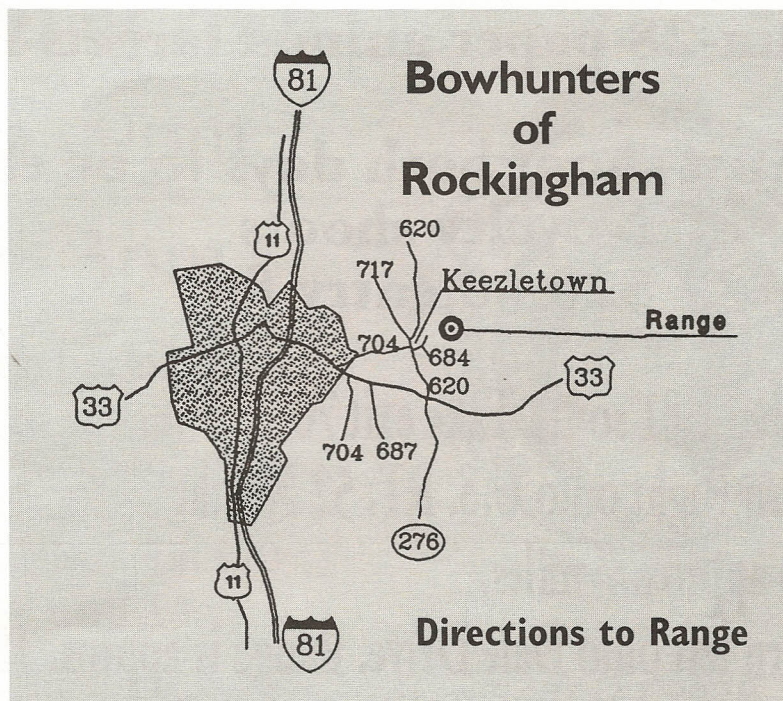 81
Bowhunters
of
Rockingham
11
620
717
Keezletown
Range
704
684
33
620
33
704 687
276
11
81
Directions to Range